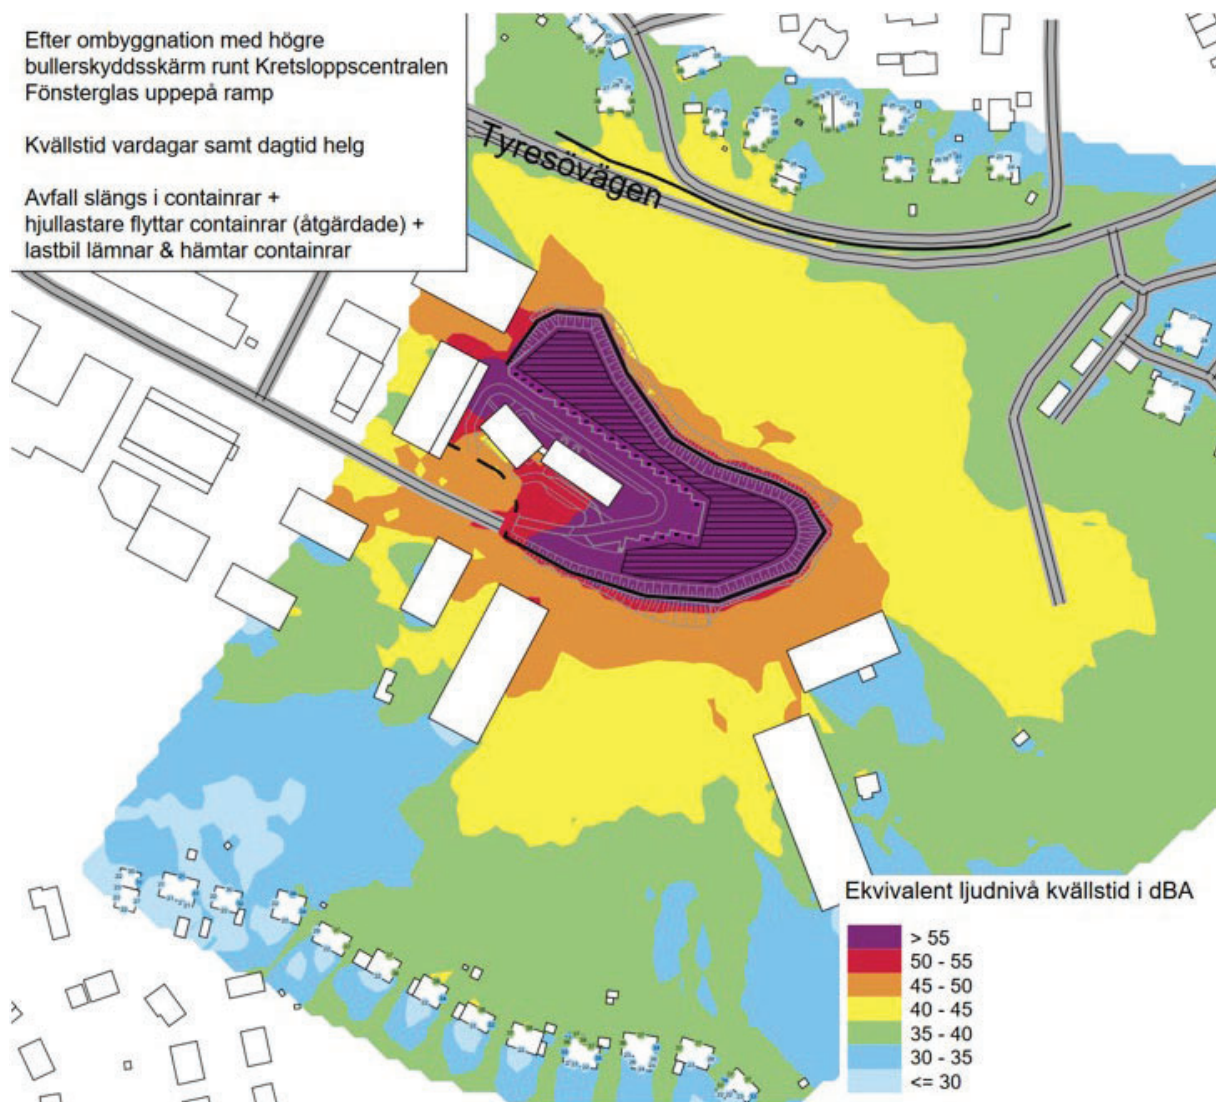 Efter ombyggnation med högre
bullerskyddsskärm runt Kretsloppscentralen
Fönsterglas uppepå ramp
Kvällstid vardagar samt dagtid helg
Avfall slängs i containrar +
hjullastare flyttar containrar (åtgärdade) +
lastbil lämnar & hämtar containrar
Tyresövägen
Ekvivalent ljudnivå kvällstid i dBA
> 55
50 - 55
45 - 50
40 - 45
35 - 40
30 - 35
<= 30